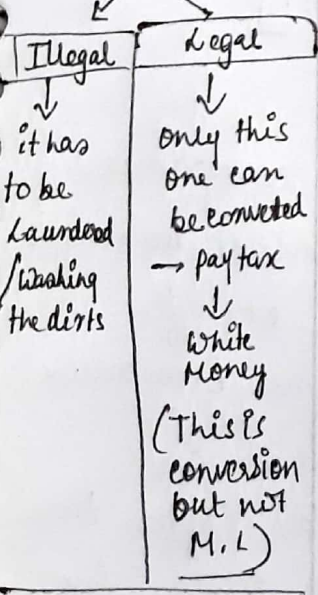 Illegal
it has
to be
Laundered
/Washing
the dirts
Legal
only this
one can
be conveted
→ pay tax
White
Money
(This is
conversion
but not
M.L)